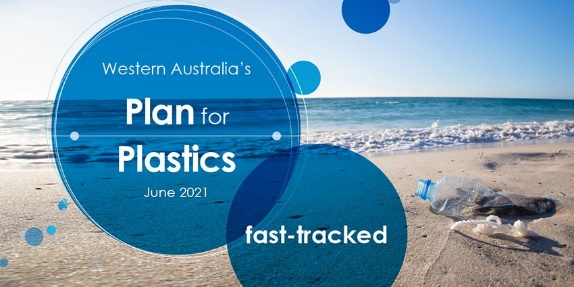 Western Australia's
Plan for
Plastics
June 2021
fast-tracked